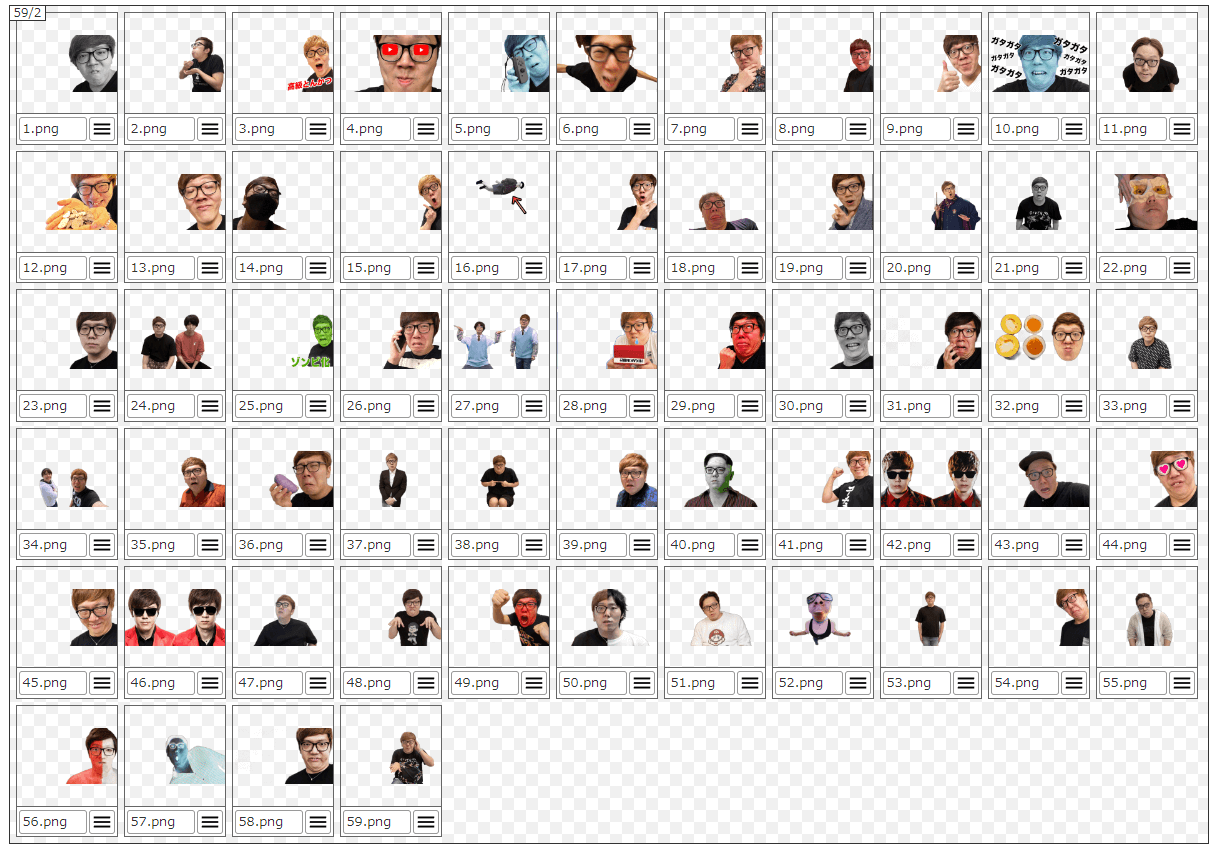 59/2
高級とんかつ
ガタガタ ガタガタ
ガタガタ ガタガタ
ガタガタ ガタガタ
1.png 2.png 3.png 4.png 5.png 6.png 7.png 8.png 9.png 10.png 11.png
12.png 13.png 14.png 15.png 16.png 17.png 18.png 19.png 20.png 21.png 22.png
ゾンビ化
23.png 24.png 25.png 26.png 27.png 28.png 29.png 30.png 31.png 32.png 33.png
34.png 35.png 36.png 37.png 38.png 39.png 40.png 41.png 42.png 43.png 44.png
45.png 46.png 47.png 48.png 49.png 50.png 51.png 52.png 53.png 54.png 55.png
56.png 57.png 58.png 59.png